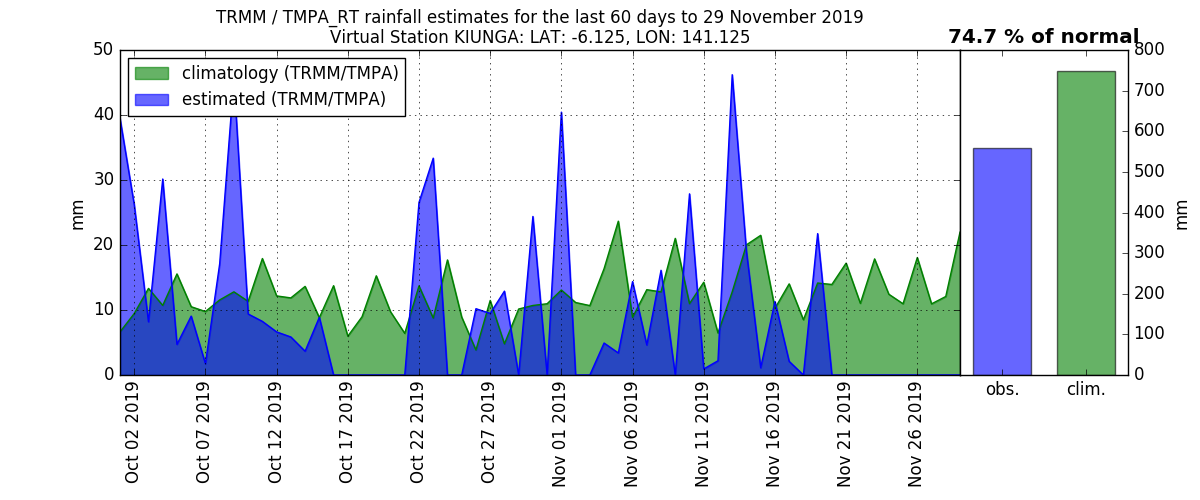 TRMM / TMPA_RT rainfall estimates for the last 60 days to 29 November 2019
Virtual Station KIUNGA: LAT: -6.125, LON: 141.125
74.7 % of normal
climatology (TRMM/TMPA)
estimated (TRMM/TMPA)
50
40
30
20
10
0
mm
Oct 02 2019
Oct 07 2019
Oct 12 2019
Oct 17 2019
Oct 22 2019
Oct 27 2019
Nov 01 2019
Nov 06 2019
Nov 11 2019
Nov 16 2019
Nov 21 2019
Nov 26 2019
obs.
clim.
800
700
600
500
400
300
200
100
0
mm